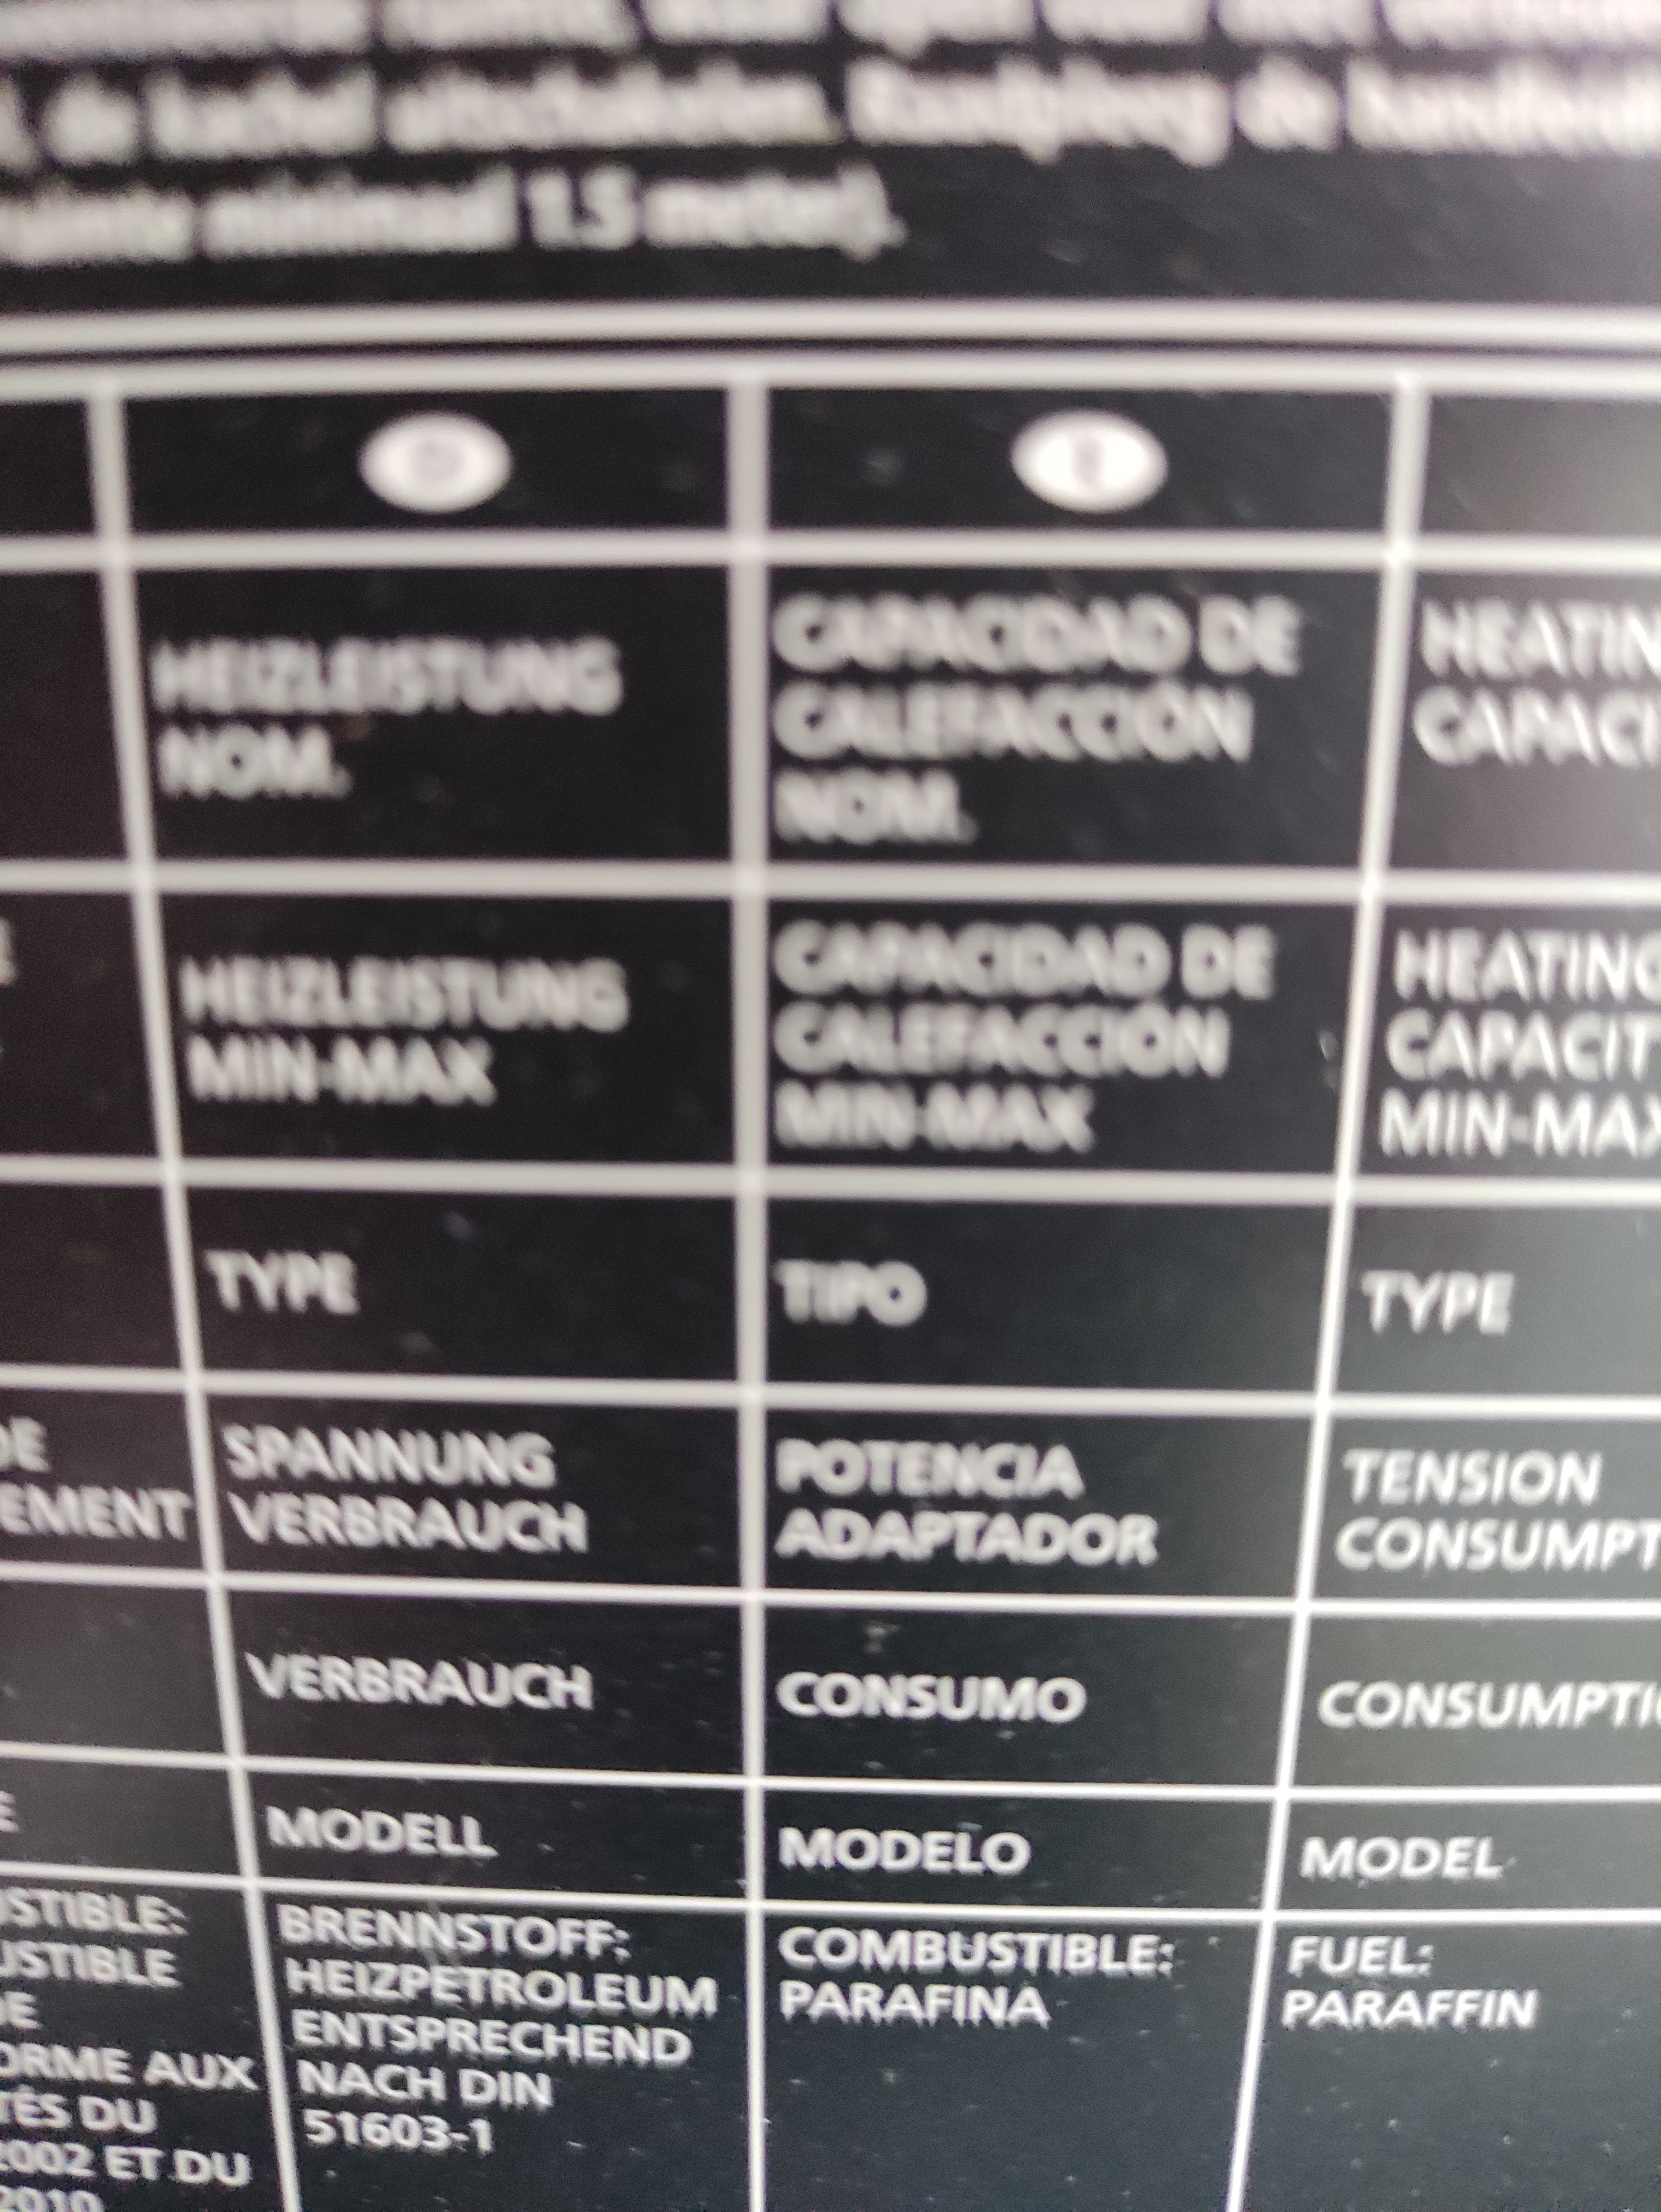 de kachel uitschakelen. Raadpleeg de
minimaal 1.5 meter).
D
E
HEIZLEISTUNG
NOM.
CAPACIDAD DE
CALEFACCIÓN
NOM.
HEATIN
CAPACI
HEIZLEISTUNG
MIN-MAX
CAPACIDAD DE
CALEFACCIÓN
MIN-MAX
HEATING
CAPACIT
MIN-MAX
TYPE
TIPO
TYPE
DE
EMENT
SPANNUNG
VERBRAUCH
POTENCIA
ADAPTADOR
TENSION
CONSUMPT
VERBRAUCH
CONSUMO
CONSUMPTIO
E
MODELL
MODELO
MODEL
USTIBLE:
USTIBLE
DE
ORME AUX
TÉS DU
2002 ET DU
2010
BRENNSTOFF:
HEIZPETROLEUM
ENTSPRECHEND
NACH DIN
51603-1
COMBUSTIBLE:
PARAFINA
FUEL:
PARAFFIN